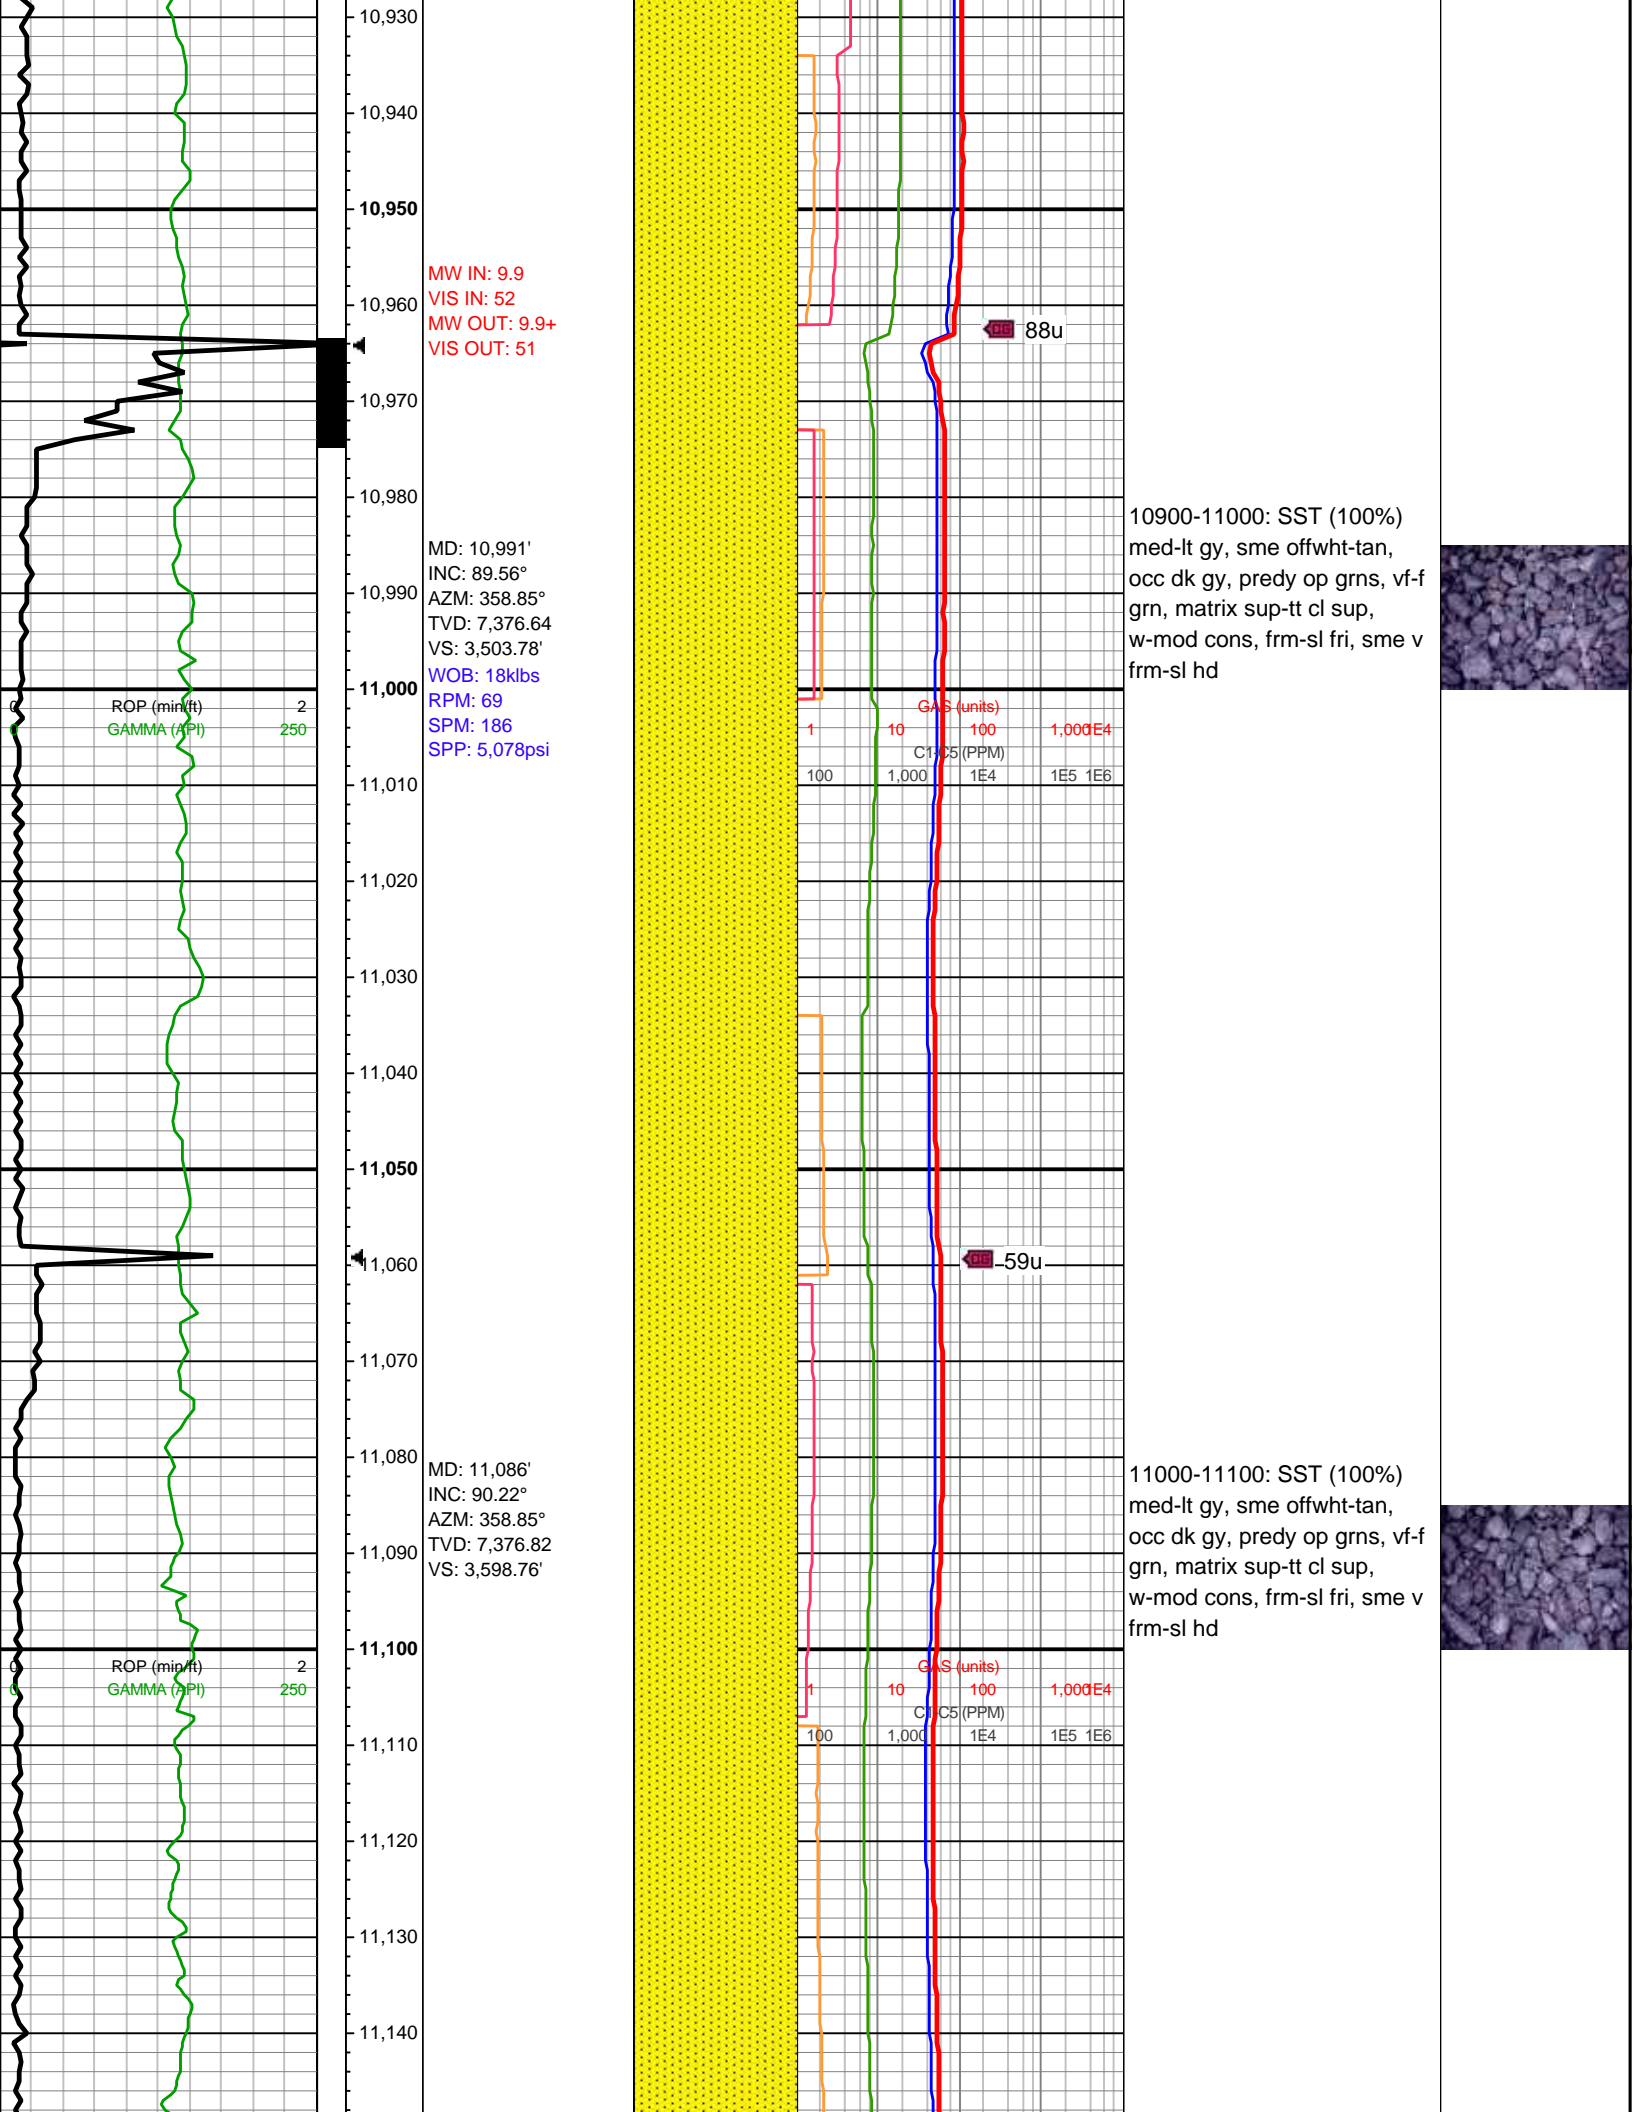 10,930
10,940
10,950
10,960
10,970
10,980
10,990
11,000
11,010
11,020
11,030
11,040
11,050
11,060
11,070
11,080
11,090
11,100
11,110
11,120
11,130
11,140
MW IN: 9.9
VIS IN: 52
MW OUT: 9.9+
VIS OUT: 51
MD: 10,991'
INC: 89.56°
AZM: 358.85°
TVD: 7,376.64
VS: 3,503.78'
WOB: 18klbs
RPM: 69
SPM: 186
SPP: 5,078psi
0 ROP (min/ft) 2
0 GAMMA (API) 250
GAS (units)
1 10 100 1,000 1E4
C1-C5 (PPM)
100 1,000 1E4 1E5 1E6
CG 88u
10900-11000: SST (100%)
med-lt gy, sme offwht-tan,
occ dk gy, predy op grns, vf-f
grn, matrix sup-tt cl sup,
w-mod cons, frm-sl fri, sme v
frm-sl hd
CG 59u
MD: 11,086'
INC: 90.22°
AZM: 358.85°
TVD: 7,376.82
VS: 3,598.76'
11000-11100: SST (100%)
med-lt gy, sme offwht-tan,
occ dk gy, predy op grns, vf-f
grn, matrix sup-tt cl sup,
w-mod cons, frm-sl fri, sme v
frm-sl hd
0 ROP (min/ft) 2
0 GAMMA (API) 250
GAS (units)
1 10 100 1,000 1E4
C1-C5 (PPM)
100 1,000 1E4 1E5 1E6